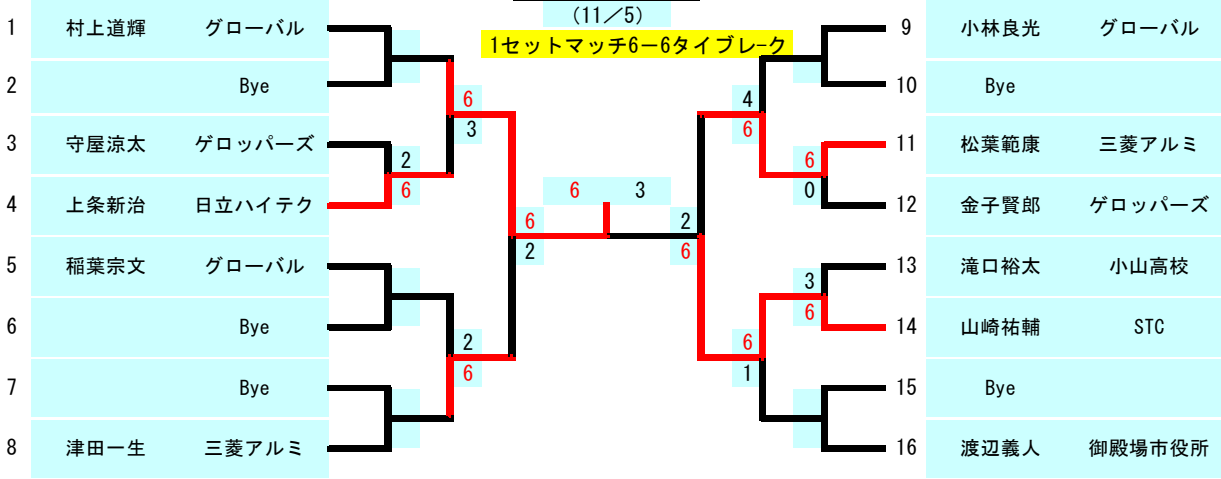 (11／5)
1セットマッチ6－6タイブレｰク
1 村上道輝 グローバル
2 Bye
3 守屋涼太 ゲロッパーズ
4 上条新治 日立ハイテク
5 稲葉宗文 グローバル
6 Bye
7 Bye
8 津田一生 三菱アルミ
6
3
2
6
2
6
6
2
6 3
2
6
4
6
6
0
3
6
6
1
9 小林良光 グローバル
10 Bye
11 松葉範康 三菱アルミ
12 金子賢郎 ゲロッパーズ
13 滝口裕太 小山高校
14 山崎祐輔 STC
15 Bye
16 渡辺義人 御殿場市役所